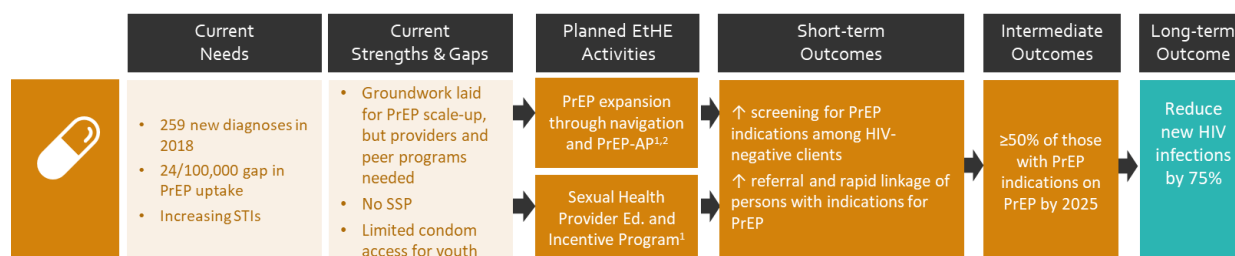 Current
Needs
Current
Strengths & Gaps
Planned EtHE
Activities
Short-term
Outcomes
Intermediate
Outcomes
Long-term
Outcome
• 259 new diagnoses in
2018
• 24/100,000 gap in
PrEP uptake
• Increasing STIs
• Groundwork laid
for PrEP scale-up,
but providers and
peer programs
needed
• No SSP
• Limited condom
access for youth
PrEP expansion
through navigation
and PrEP-AP1,2
Sexual Health
Provider Ed. and
Incentive Program1
↑ screening for PrEP
indications among HIV-
negative clients
↑ referral and rapid linkage of
persons with indications for
PrEP
≥50% of those
with PrEP
indications on
PrEP by 2025
Reduce
new HIV
infections
by 75%